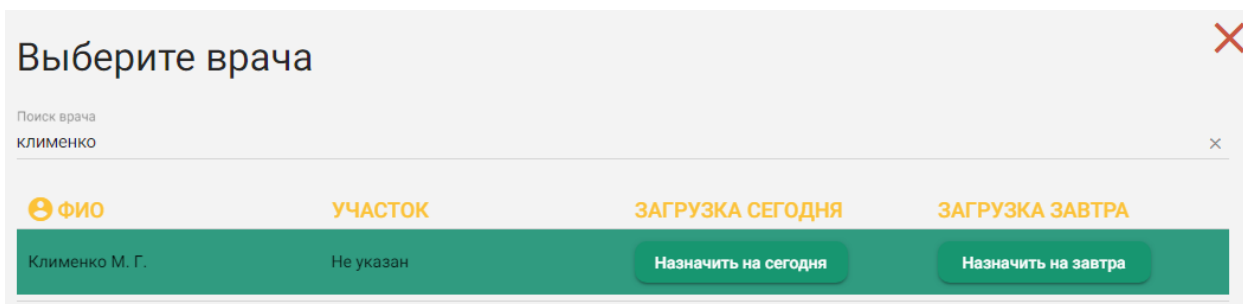 Выберите врача
Поиск врача
клименко
ФИО УЧАСТОК ЗАГРУЗКА СЕГОДНЯ ЗАГРУЗКА ЗАВТРА
Клименко М. Г. Не указан Назначить на сегодня Назначить на завтра